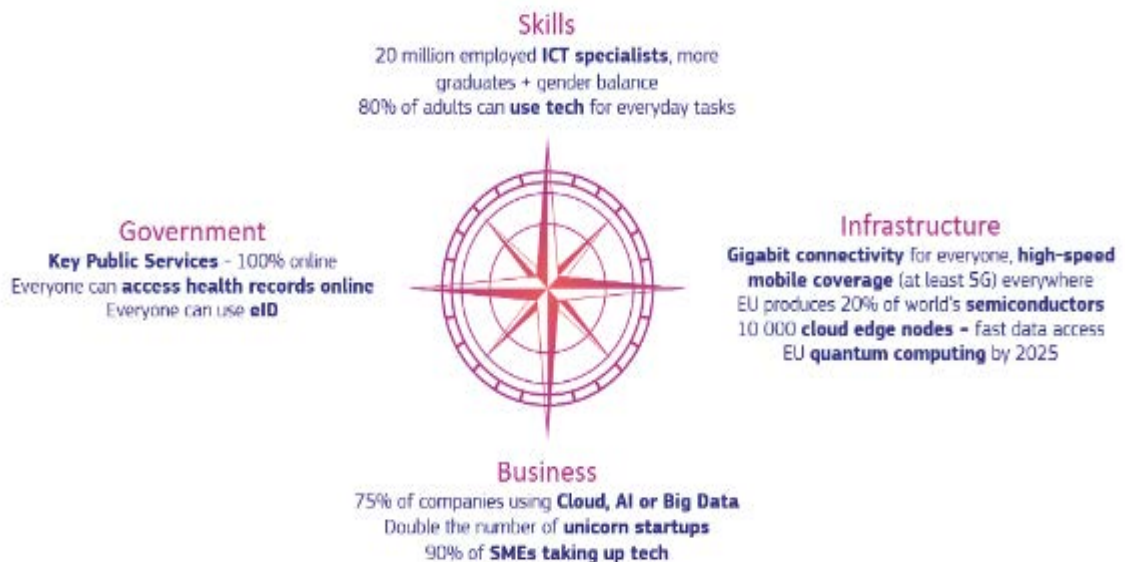 Skills
20 million employed ICT specialists, more
graduates + gender balance
80% of adults can use tech for everyday tasks
Government
Key Public Services - 100% online
Everyone can access health records online
Everyone can use eID
Infrastructure
Gigabit connectivity for everyone, high-speed
mobile coverage (at least 5G) everywhere
EU produces 20% of world's semiconductors
10 000 cloud edge nodes - fast data access
EU quantum computing by 2025
Business
75% of companies using Cloud, AI or Big Data
Double the number of unicorn startups
90% of SMEs taking up tech